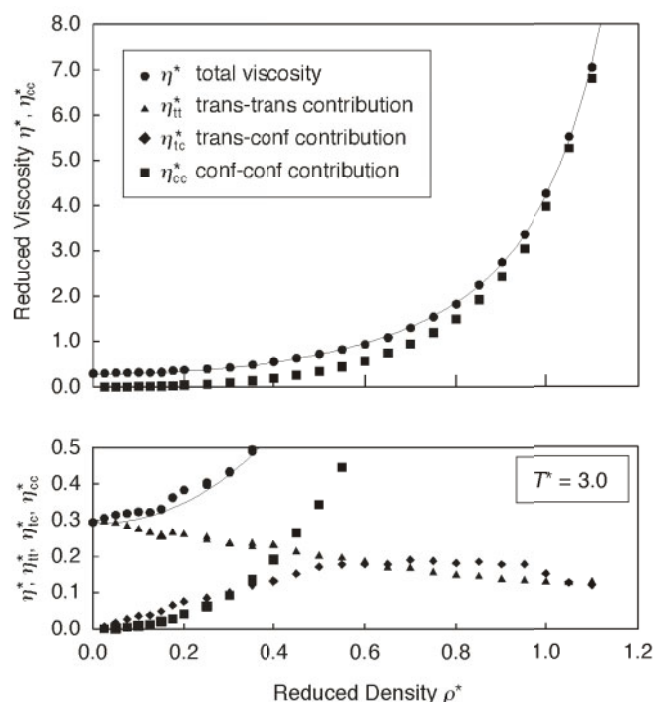 8.0
7.0
6.0
5.0
4.0
3.0
2.0
1.0
0.0
Reduced Viscosity η*, η*cc
η* total viscosity
η*tt trans-trans contribution
η*tc trans-conf contribution
η*cc conf-conf contribution
0.5
0.4
0.3
0.2
0.1
0.0
η*, η*tt, η*tc, η*cc
T* = 3.0
0.0 0.2 0.4 0.6 0.8 1.0 1.2
Reduced Density ρ*